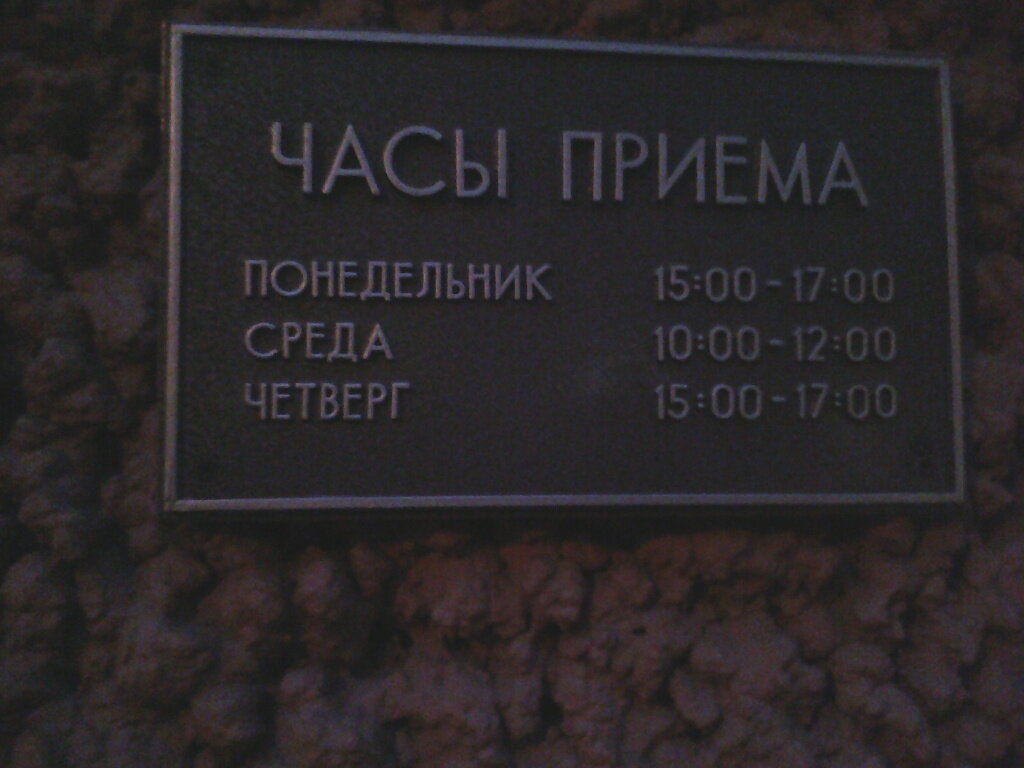 ЧАСЫ ПРИЕМА
ПОНЕДЕЛЬНИК 15:00-17:00
СРЕДА 10:00-12:00
ЧЕТВЕРГ 15:00-17:00